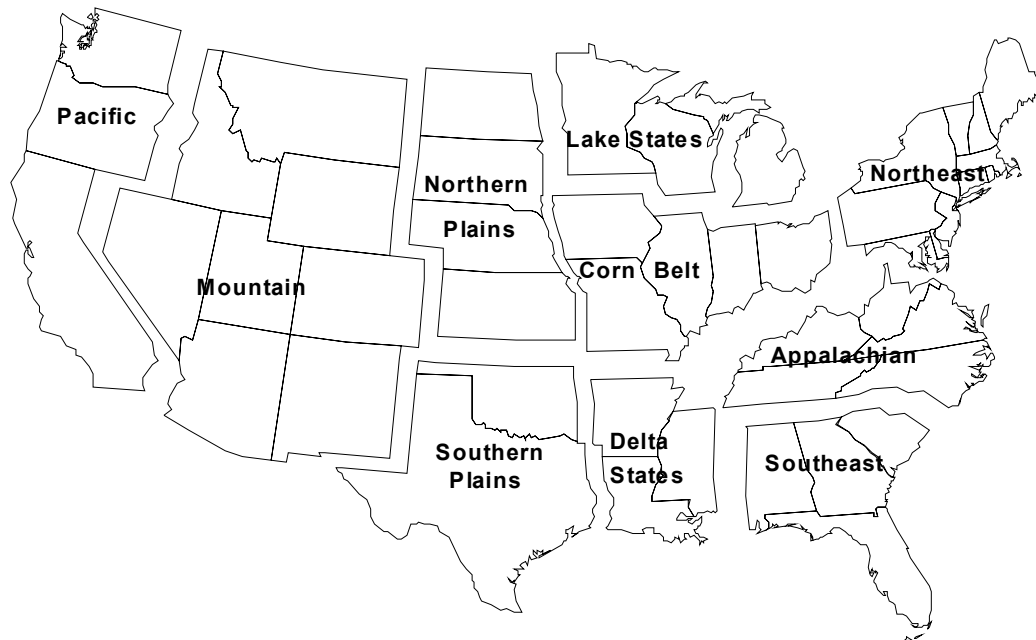 Pacific
Lake States
Northeast
Northern
Plains
Corn Belt
Mountain
Appalachian
Southern
Plains
Delta
States
Southeast